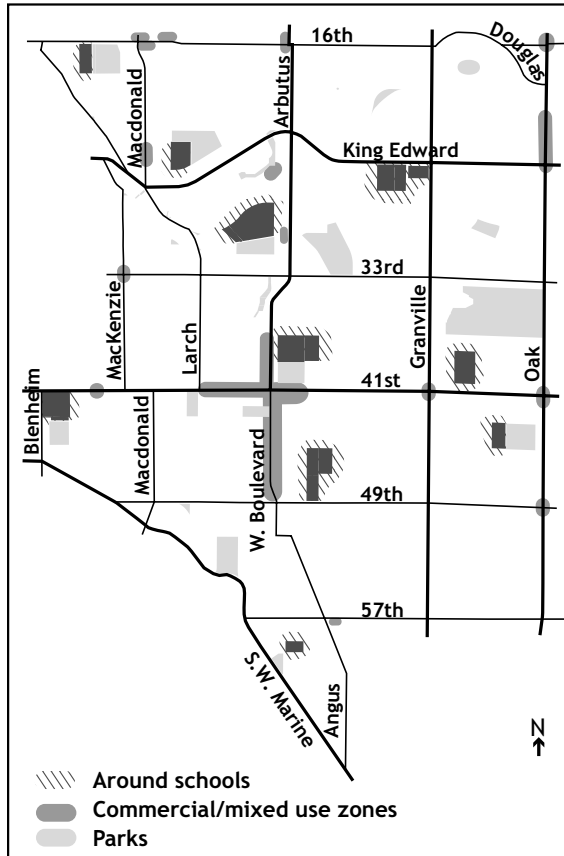 16th
Douglas
Macdonald
Arbutus
King Edward
33rd
MacKenzie
Larch
Granville
Oak
41st
Blenheim
Macdonald
W. Boulevard
49th
57th
S.W. Marine
Angus
N
Around schools
Commercial/mixed use zones
Parks